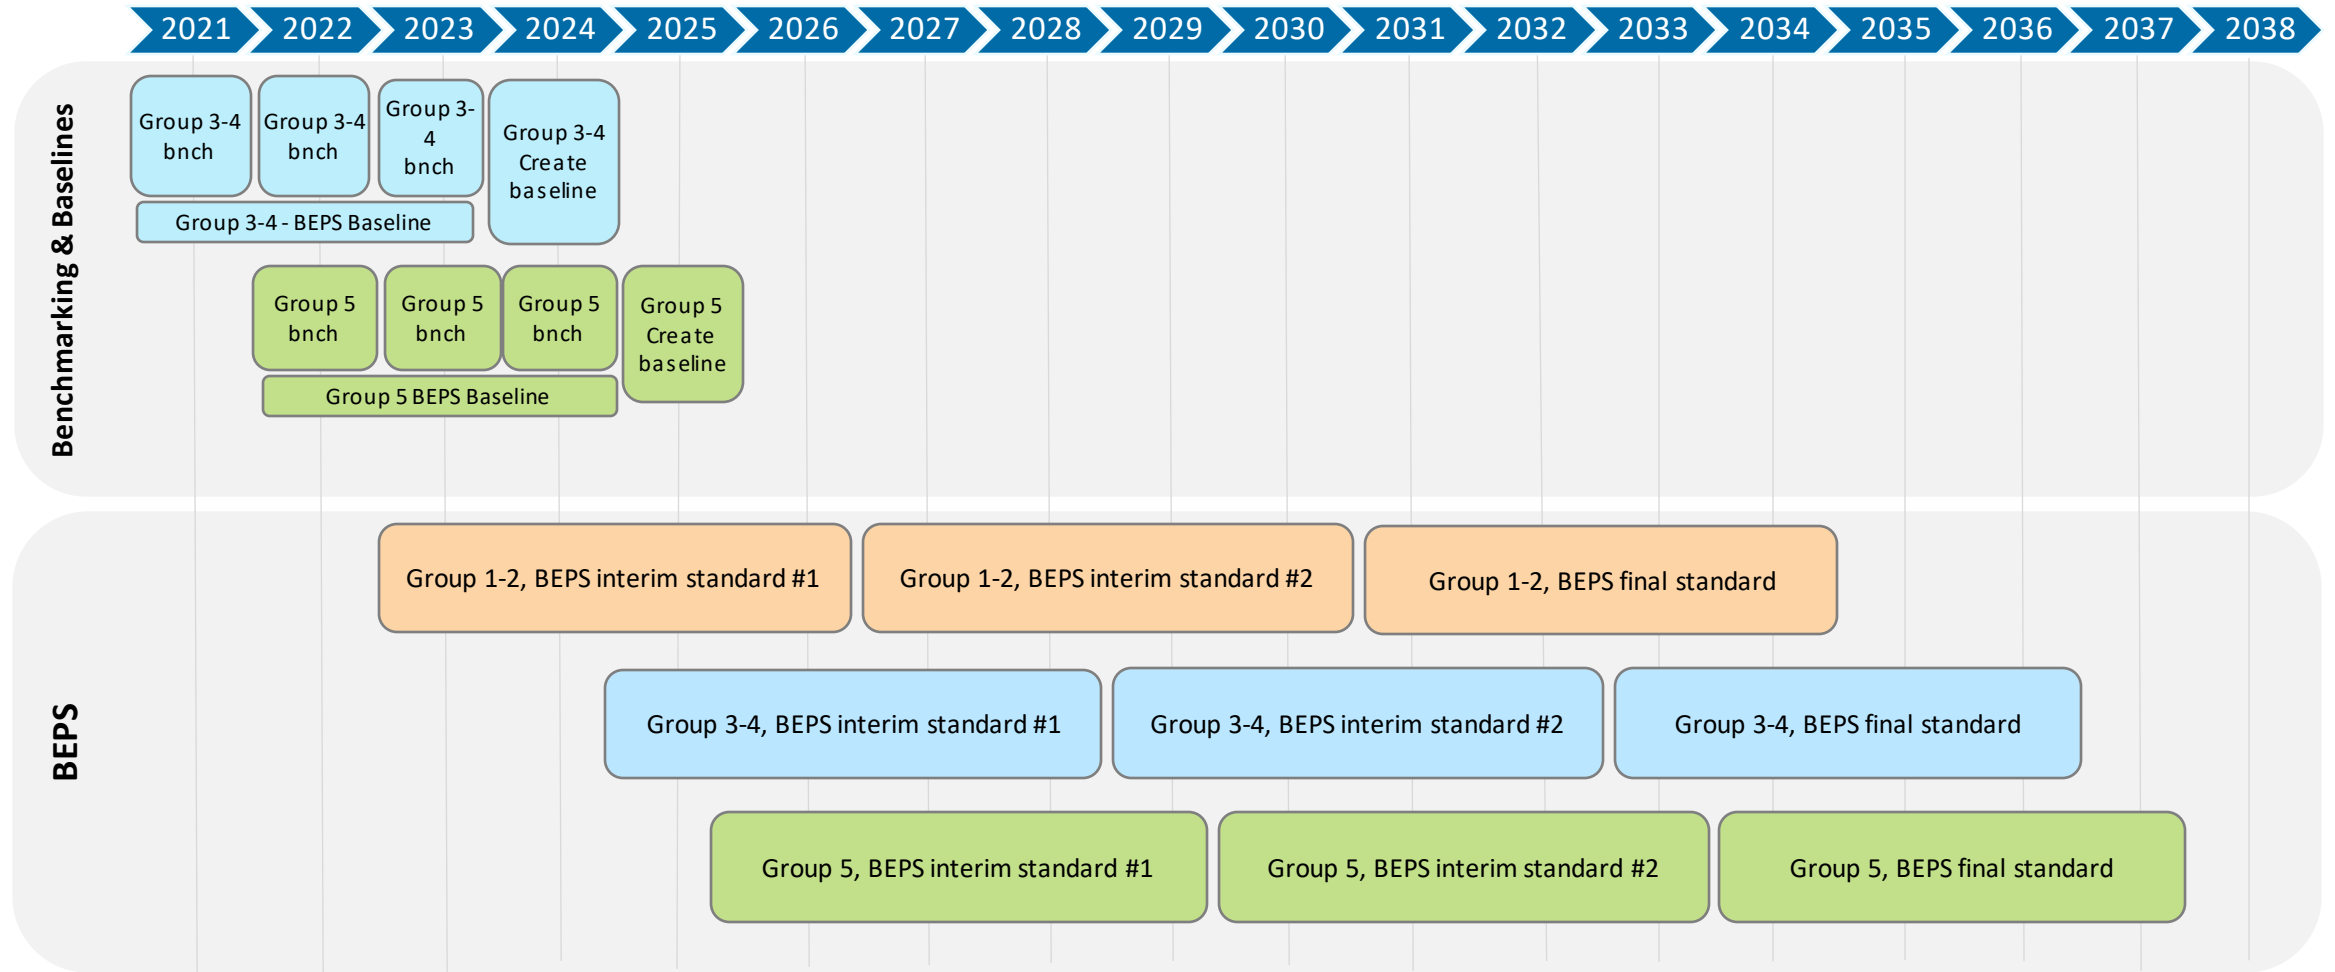 2021 2022 2023 2024 2025 2026 2027 2028 2029 2030 2031 2032 2033 2034 2035 2036 2037 2038
Benchmarking & Baselines
Group 3-4
bnch
Group 3-4
bnch
Group 3-
4
bnch
Group 3-4
Create
baseline
Group 3-4 - BEPS Baseline
Group 5
bnch
Group 5
bnch
Group 5
bnch
Group 5
Create
baseline
Group 5 BEPS Baseline
BEPS
Group 1-2, BEPS interim standard #1
Group 1-2, BEPS interim standard #2
Group 1-2, BEPS final standard
Group 3-4, BEPS interim standard #1
Group 3-4, BEPS interim standard #2
Group 3-4, BEPS final standard
Group 5, BEPS interim standard #1
Group 5, BEPS interim standard #2
Group 5, BEPS final standard